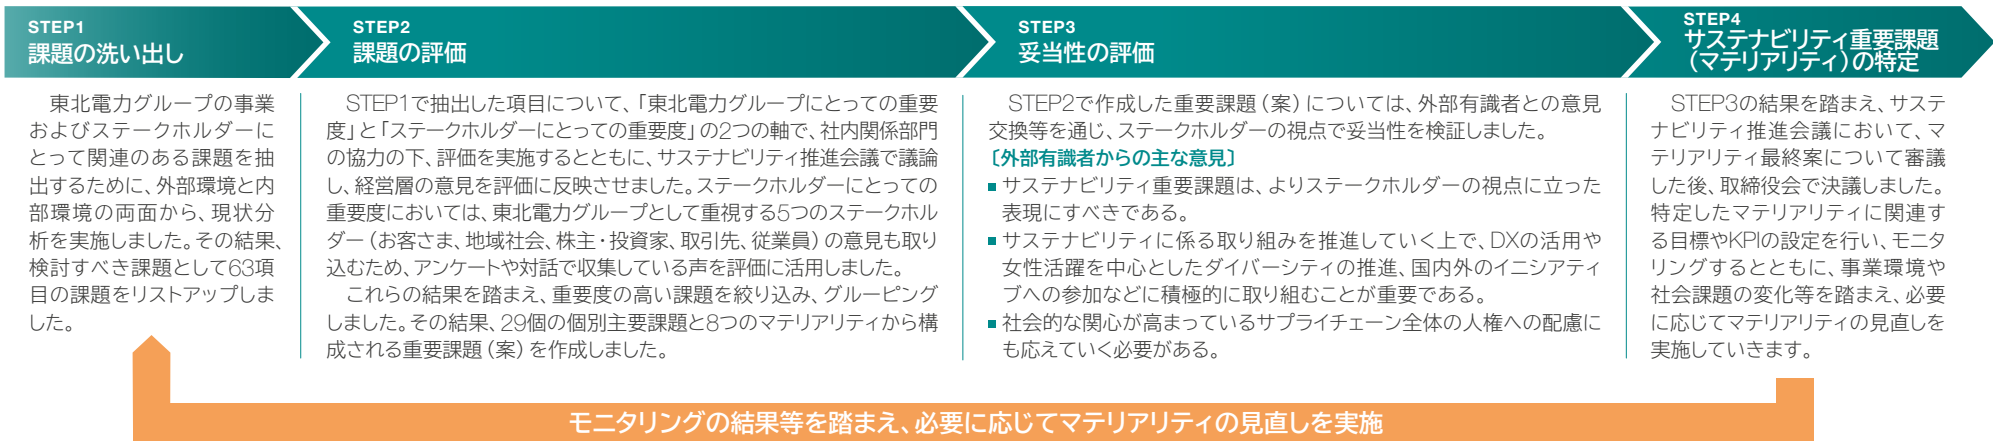 STEP1
課題の洗い出し
東北電力グループの事業
およびステークホルダーに
とって関連のある課題を抽
出するために、外部環境と内
部環境の両面から、現状分
析を実施しました。その結果、
検討すべき課題として63項
目の課題をリストアップしま
した。
STEP2
課題の評価
STEP1で抽出した項目について、「東北電力グループにとっての重要
度」と「ステークホルダーにとっての重要度」の2つの軸で、社内関係部門
の協力の下、評価を実施するとともに、サステナビリティ推進会議で議論
し、経営層の意見を評価に反映させました。ステークホルダーにとっての
重要度においては、東北電力グループとして重視する5つのステークホル
ダー（お客さま、地域社会、株主・投資家、取引先、従業員）の意見も取り
込むため、アンケートや対話で収集している声を評価に活用しました。
これらの結果を踏まえ、重要度の高い課題を絞り込み、グルーピング
しました。その結果、29個の個別主要課題と8つのマテリアリティから構
成される重要課題（案）を作成しました。
STEP3
妥当性の評価
STEP2で作成した重要課題（案）については、外部有識者との意見
交換等を通じ、ステークホルダーの視点で妥当性を検証しました。
〔外部有識者からの主な意見〕
■サステナビリティ重要課題は、よりステークホルダーの視点に立った
表現にすべきである。
■サステナビリティに係る取り組みを推進していく上で、DXの活用や
女性活躍を中心としたダイバーシティの推進、国内外のイニシアティ
ブへの参加などに積極的に取り組むことが重要である。
■社会的な関心が高まっているサプライチェーン全体の人権への配慮に
も応えていく必要がある。
STEP4
サステナビリティ重要課題
（マテリアリティ）の特定
STEP3の結果を踏まえ、サステ
ナビリティ推進会議において、マ
テリアリティ最終案について審議
した後、取締役会で決議しました。
特定したマテリアリティに関連す
る目標やKPIの設定を行い、モニタ
リングするとともに、事業環境や
社会課題の変化等を踏まえ、必要
に応じてマテリアリティの見直しを
実施していきます。
モニタリングの結果等を踏まえ、必要に応じてマテリアリティの見直しを実施